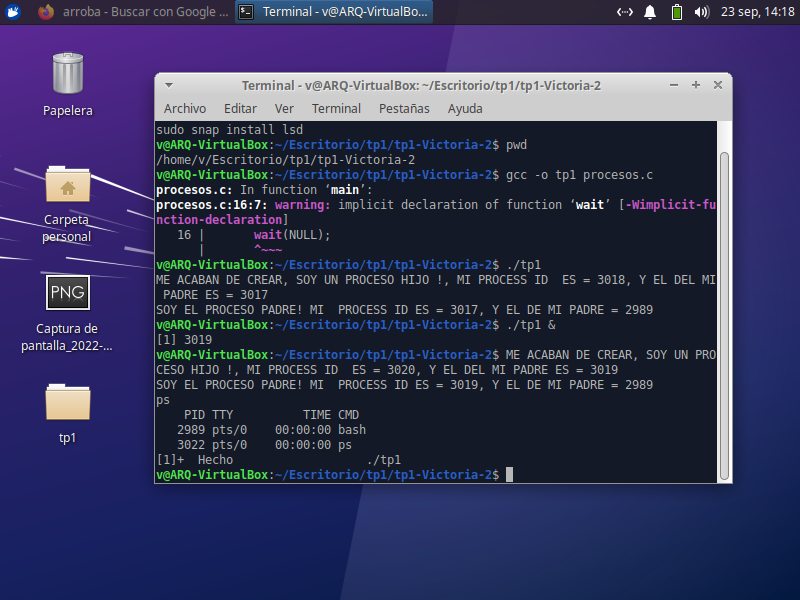 arroba - Buscar con Google ...
Terminal - v@ARQ-VirtualBo...
23 sep, 14:18
Papelera
Carpeta
personal
PNG
Captura de
pantalla_2022-...
tp1
Terminal - v@ARQ-VirtualBox: ~/Escritorio/tp1/tp1-Victoria-2
Archivo Editar Ver Terminal Pestañas Ayuda
sudo snap install lsd
v@ARQ-VirtualBox:~/Escritorio/tp1/tp1-Victoria-2$ pwd
/home/v/Escritorio/tp1/tp1-Victoria-2
v@ARQ-VirtualBox:~/Escritorio/tp1/tp1-Victoria-2$ gcc -o tp1 procesos.c
procesos.c: In function ‘main’:
procesos.c:16:7: warning: implicit declaration of function ‘wait’ [-Wimplicit-fu
nction-declaration]
   16 |       wait(NULL);
      |       ^~~~
v@ARQ-VirtualBox:~/Escritorio/tp1/tp1-Victoria-2$ ./tp1
ME ACABAN DE CREAR, SOY UN PROCESO HIJO !, MI PROCESS ID  ES = 3018, Y EL DEL MI
 PADRE ES = 3017
SOY EL PROCESO PADRE! MI  PROCESS ID ES = 3017, Y EL DE MI PADRE = 2989
v@ARQ-VirtualBox:~/Escritorio/tp1/tp1-Victoria-2$ ./tp1 &
[1] 3019
v@ARQ-VirtualBox:~/Escritorio/tp1/tp1-Victoria-2$ ME ACABAN DE CREAR, SOY UN PRO
CESO HIJO !, MI PROCESS ID  ES = 3020, Y EL DEL MI PADRE ES = 3019
SOY EL PROCESO PADRE! MI  PROCESS ID ES = 3019, Y EL DE MI PADRE = 2989
ps
    PID TTY          TIME CMD
   2989 pts/0    00:00:00 bash
   3022 pts/0    00:00:00 ps
[1]+  Hecho                   ./tp1
v@ARQ-VirtualBox:~/Escritorio/tp1/tp1-Victoria-2$